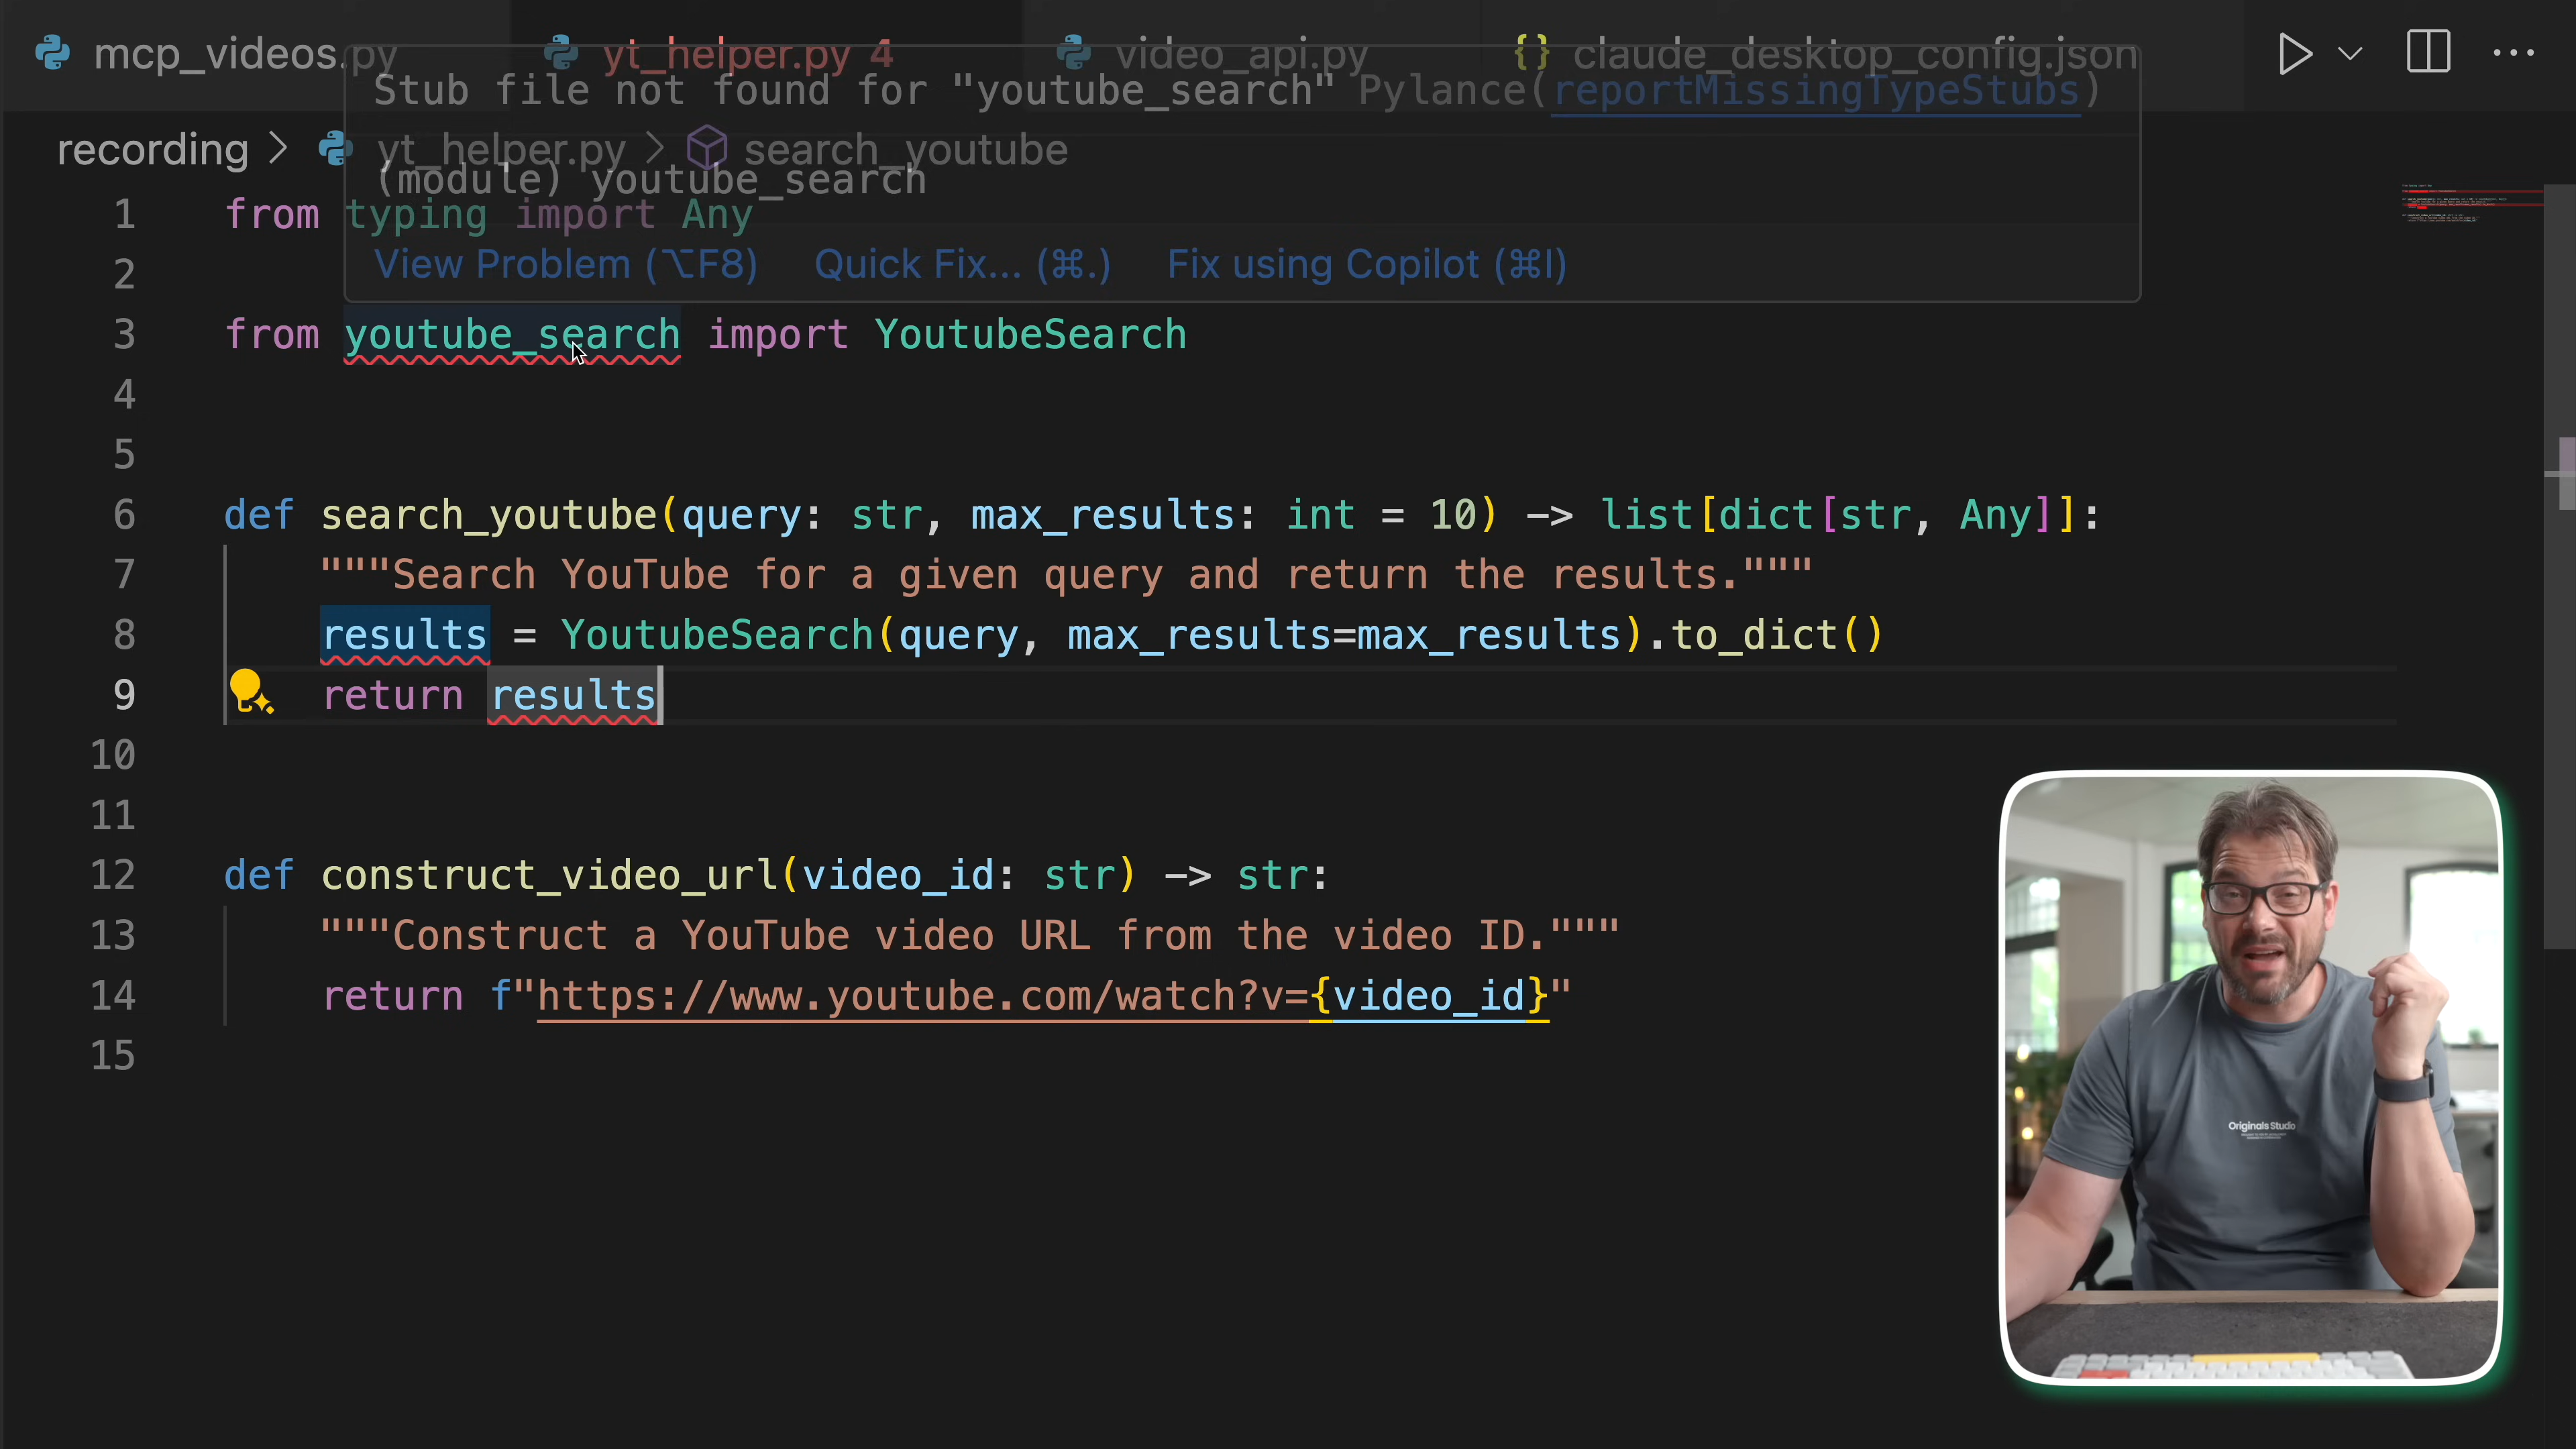 mcp_videos.py
yt_helper.py 4
video_api.py
{} claude_desktop_config.json
Stub file not found for "youtube_search" Pylance(reportMissingTypeStubs)
recording > yt_helper.py > search_youtube
(module) youtube_search
1 from typing import Any
View Problem (⌥F8) Quick Fix... (⌘.) Fix using Copilot (⌘I)
2
3 from youtube_search import YoutubeSearch
4
5
6 def search_youtube(query: str, max_results: int = 10) -> list[dict[str, Any]]:
7 """Search YouTube for a given query and return the results."""
8 results = YoutubeSearch(query, max_results=max_results).to_dict()
9 return results
10
11
12 def construct_video_url(video_id: str) -> str:
13 """Construct a YouTube video URL from the video ID."""
14 return f"https://www.youtube.com/watch?v={video_id}"
15
Originals Studio